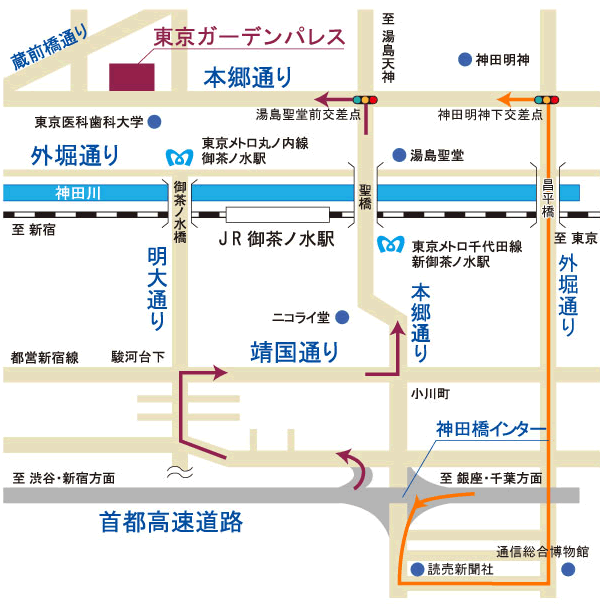 蔵前橋通り
東京ガーデンパレス
至 湯島天神
神田明神
本郷通り
湯島聖堂前交差点
神田明神下交差点
東京医科歯科大学
外堀通り
東京メトロ丸ノ内線
御茶ノ水駅
湯島聖堂
神田川
御茶ノ水橋
聖橋
昌平橋
至 新宿
JR 御茶ノ水駅
至 東京
東京メトロ千代田線
新御茶ノ水駅
明大通り
本郷通り
外堀通り
ニコライ堂
都営新宿線
駿河台下
靖国通り
小川町
神田橋インター
至 渋谷・新宿方面
至 銀座・千葉方面
首都高速道路
通信総合博物館
読売新聞社